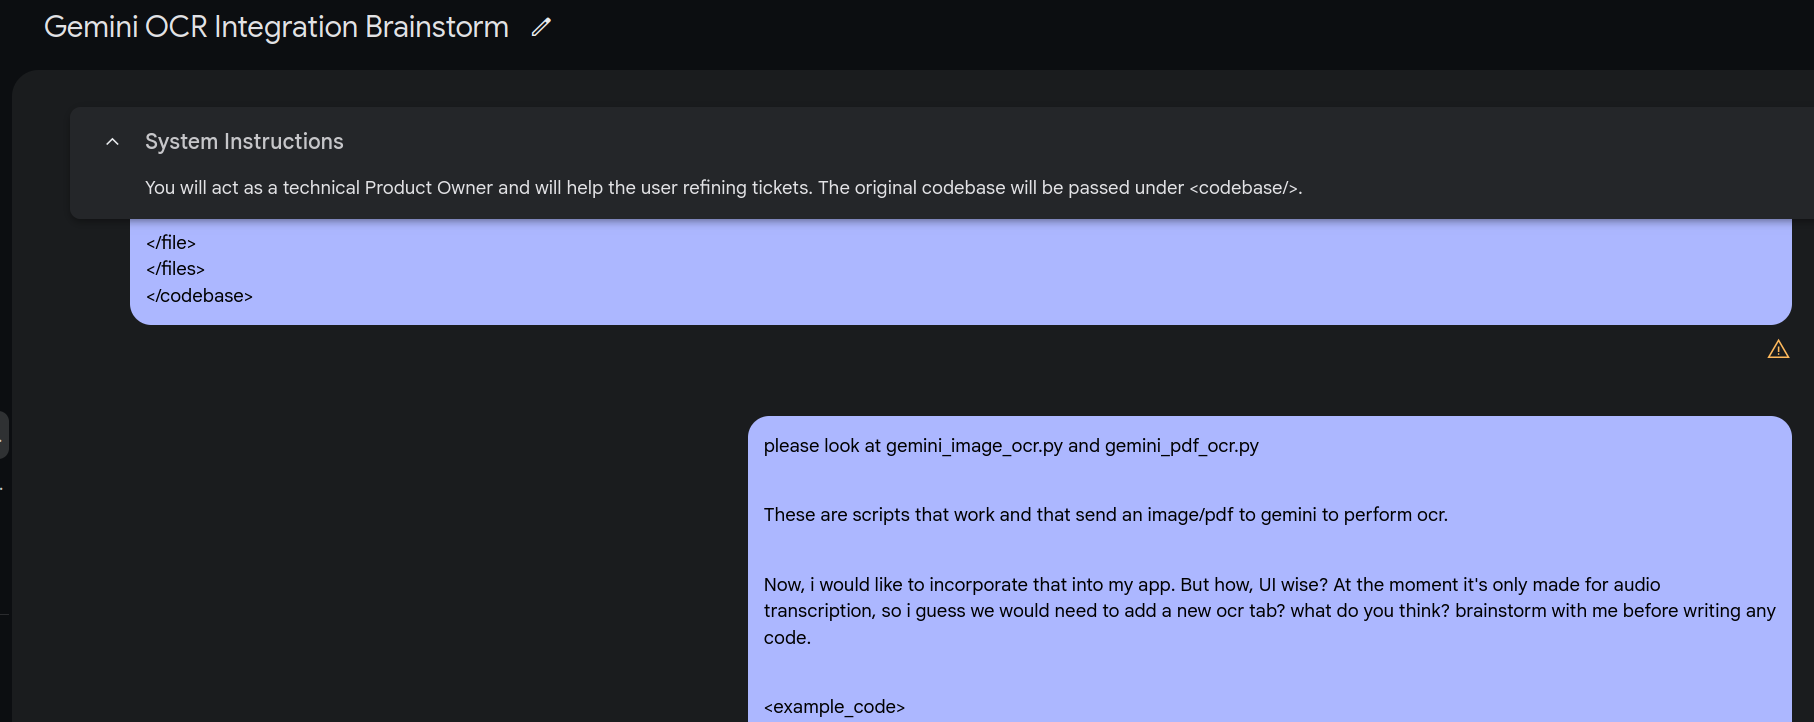 Gemini OCR Integration Brainstorm
System Instructions
You will act as a technical Product Owner and will help the user refining tickets. The original codebase will be passed under <codebase/>.
</file>
</files>
</codebase>
please look at gemini_image_ocr.py and gemini_pdf_ocr.py
These are scripts that work and that send an image/pdf to gemini to perform ocr.
Now, i would like to incorporate that into my app. But how, UI wise? At the moment it's only made for audio
transcription, so i guess we would need to add a new ocr tab? what do you think? brainstorm with me before writing any
code.
<example_code>